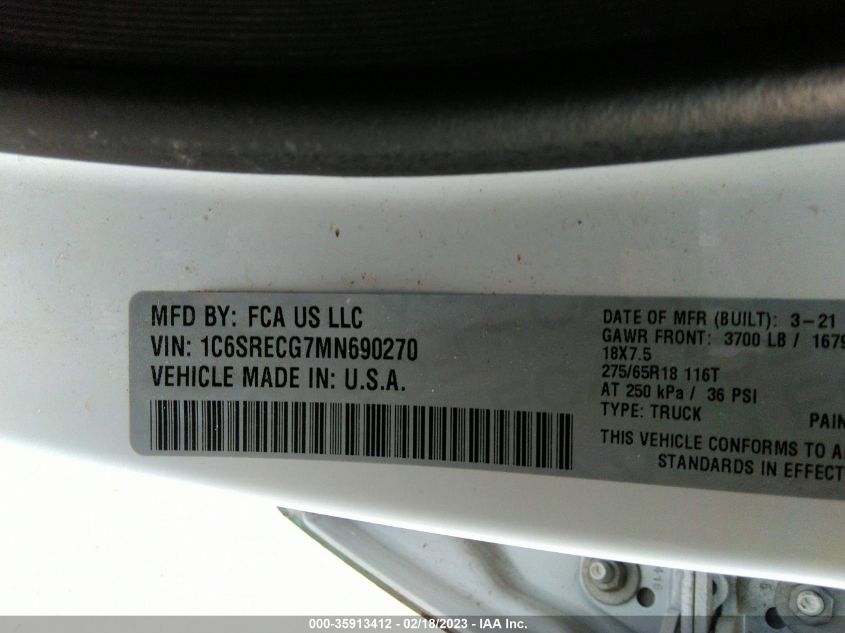 MFD BY: FCA US LLC
VIN: 1C6SRECG7MN690270
VEHICLE MADE IN: U.S.A.
DATE OF MFR (BUILT): 3-21
GAWR FRONT: 3700 LB / 1679
18X7.5
275/65R18 116T
AT 250 kPa / 36 PSI
TYPE: TRUCK
PAIN
THIS VEHICLE CONFORMS TO A
STANDARDS IN EFFECT
000-35913412 - 02/18/2023 - IAA Inc.